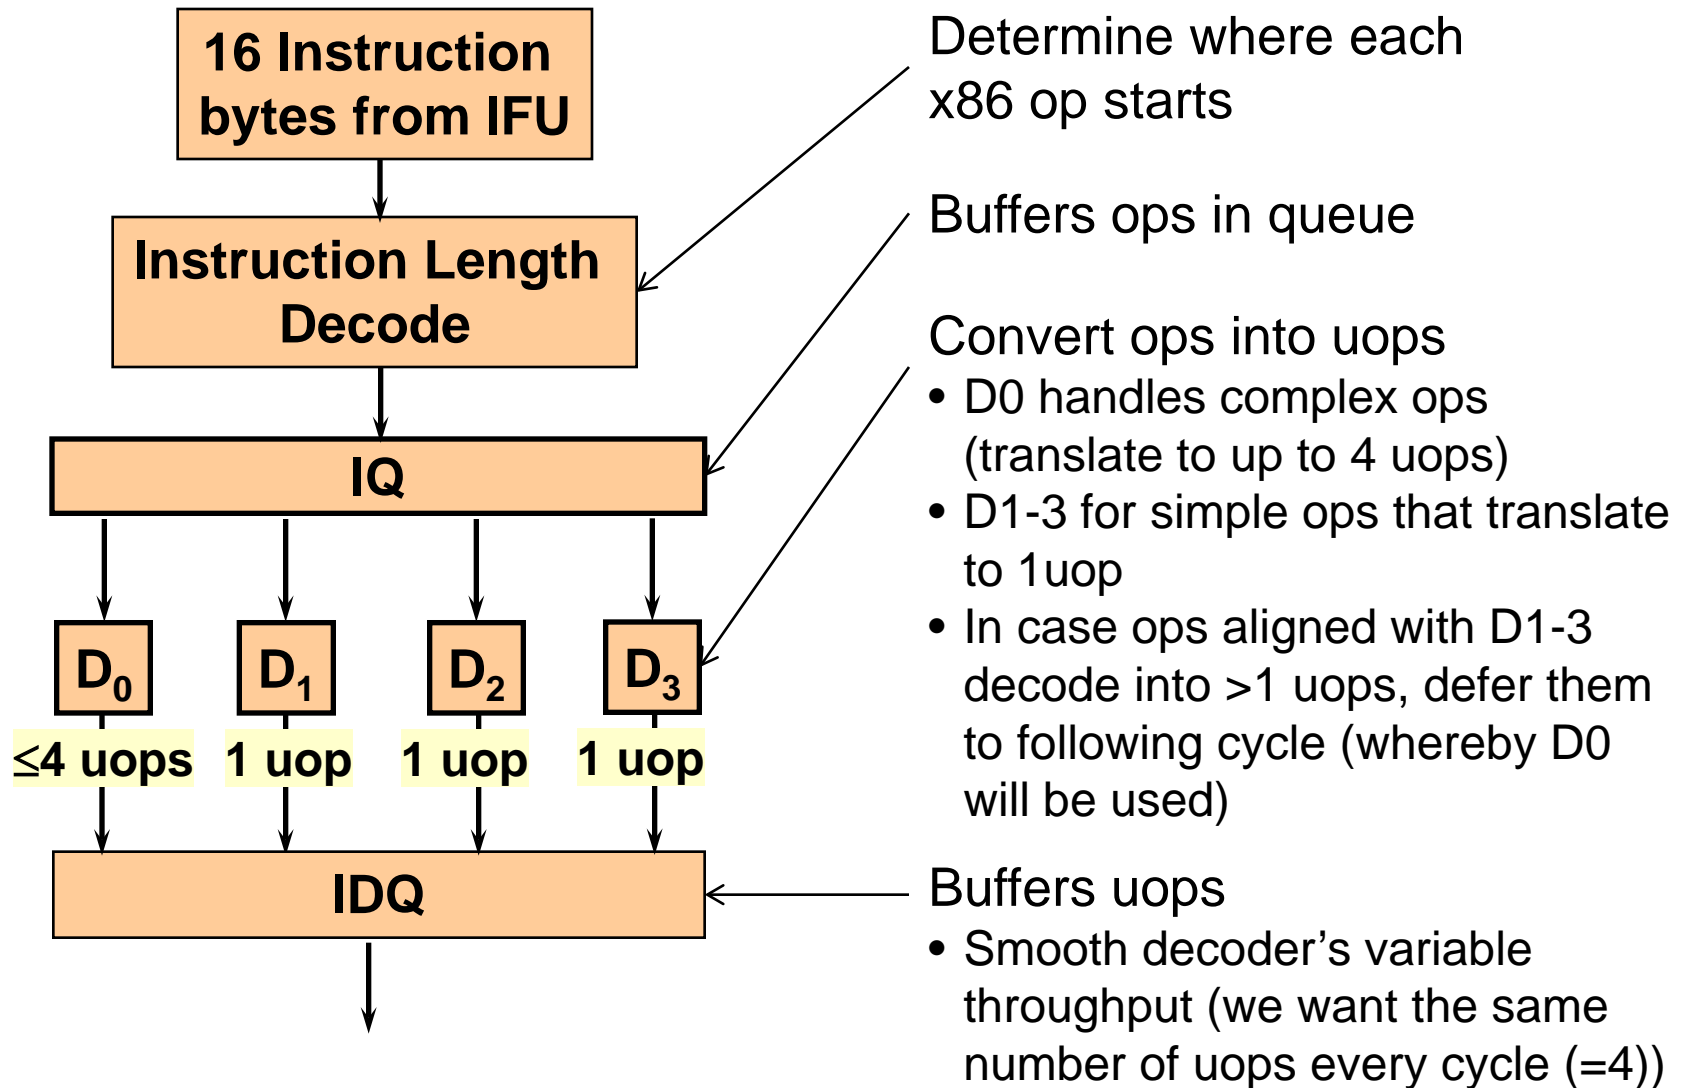 16 Instruction
bytes from IFU
Instruction Length
Decode
IQ
D0 D1 D2 D3
≤4 uops 1 uop 1 uop 1 uop
IDQ
Determine where each
x86 op starts
Buffers ops in queue
Convert ops into uops
• D0 handles complex ops
(translate to up to 4 uops)
• D1-3 for simple ops that translate
to 1uop
• In case ops aligned with D1-3
decode into >1 uops, defer them
to following cycle (whereby D0
will be used)
Buffers uops
• Smooth decoder’s variable
throughput (we want the same
number of uops every cycle (=4))